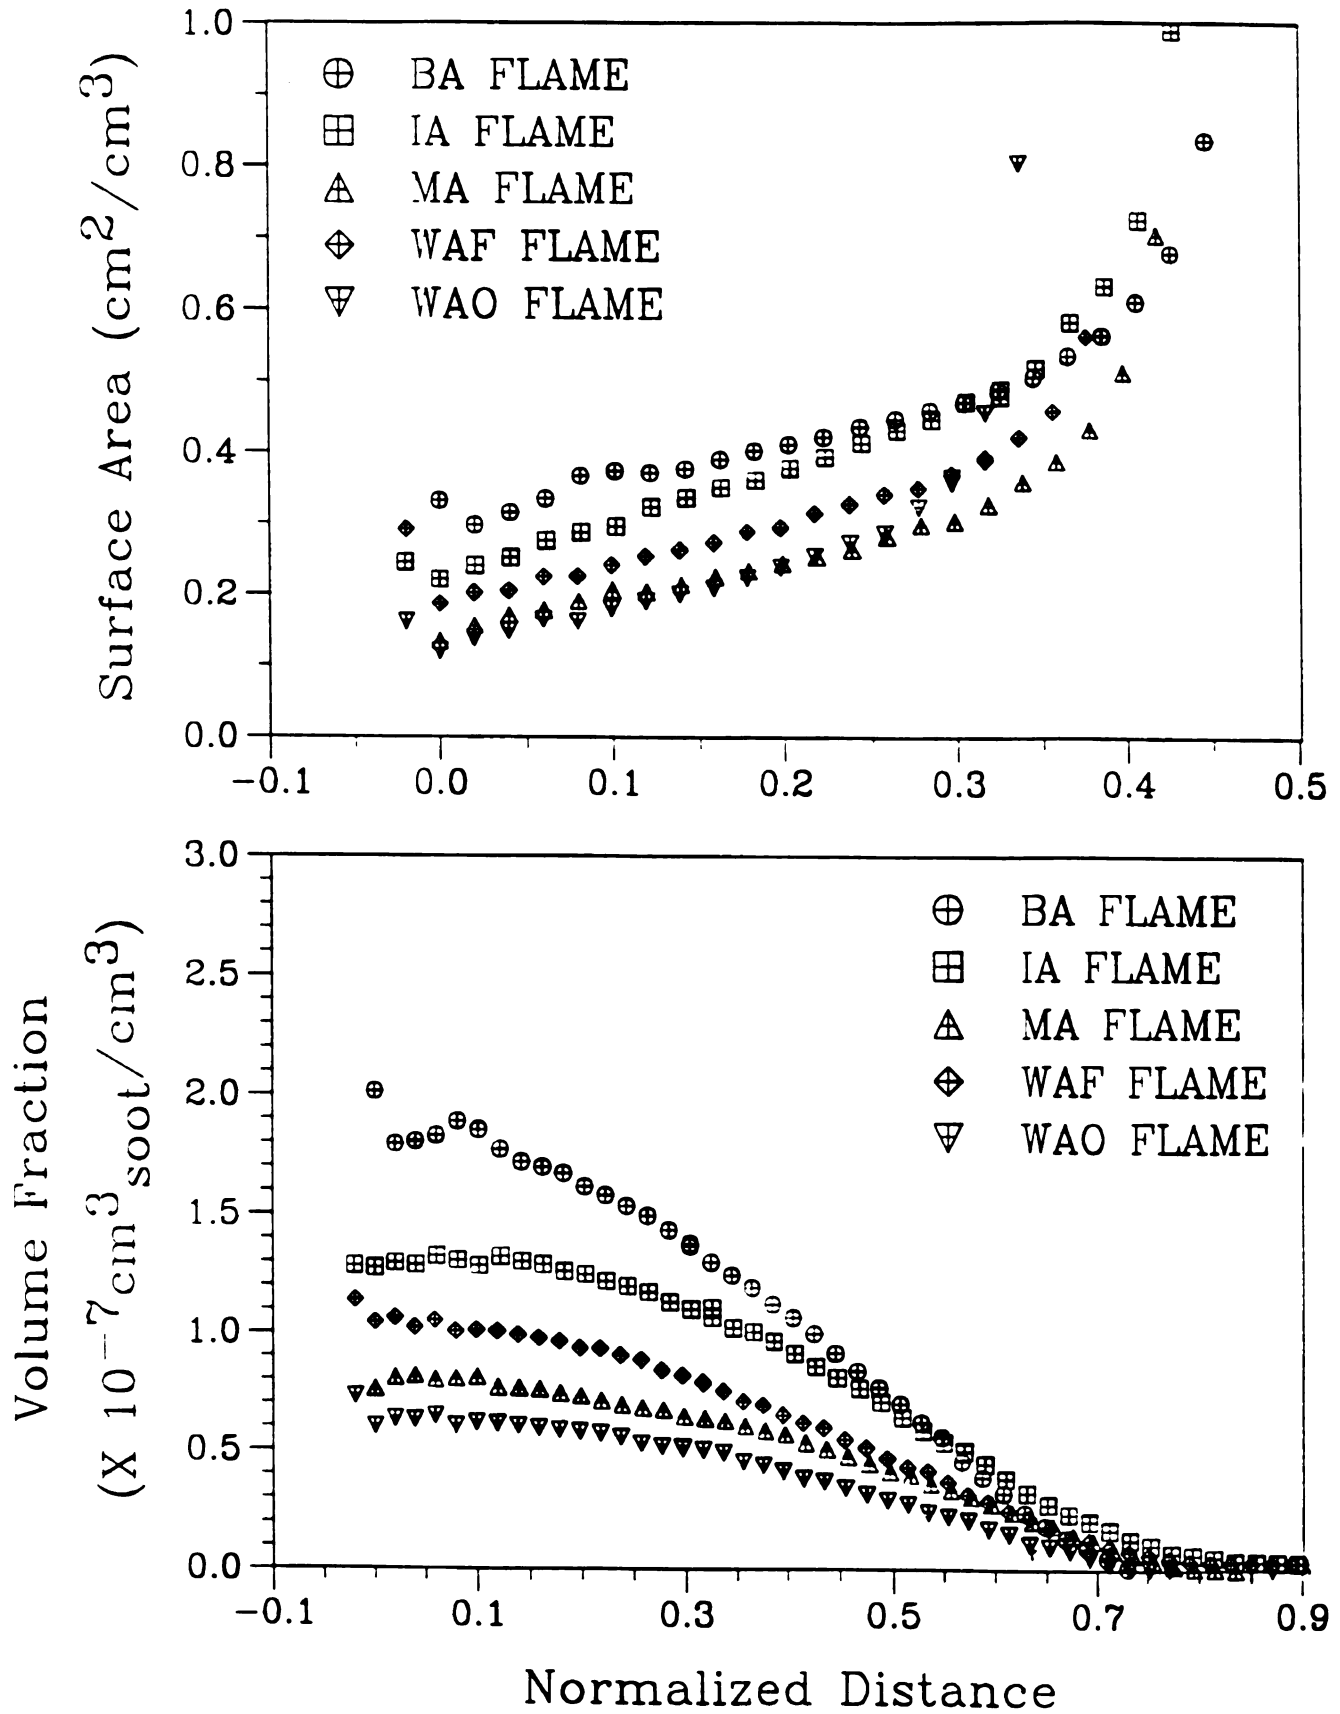 Surface Area (cm2/cm3)
1.0
0.8
0.6
0.4
0.2
0.0
BA FLAME
IA FLAME
MA FLAME
WAF FLAME
WAO FLAME
−0.1 0.0 0.1 0.2 0.3 0.4 0.5
Volume Fraction
(X 10−7cm3soot/cm3)
3.0
2.5
2.0
1.5
1.0
0.5
0.0
BA FLAME
IA FLAME
MA FLAME
WAF FLAME
WAO FLAME
−0.1 0.1 0.3 0.5 0.7 0.9
Normalized Distance